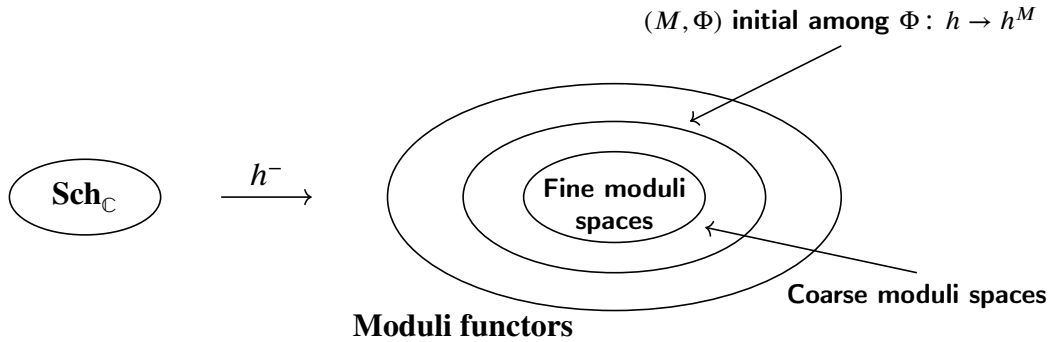 (M, Φ) initial among Φ : h → h^M
Sch_ℂ
h⁻
Fine moduli
spaces
Coarse moduli spaces
Moduli functors